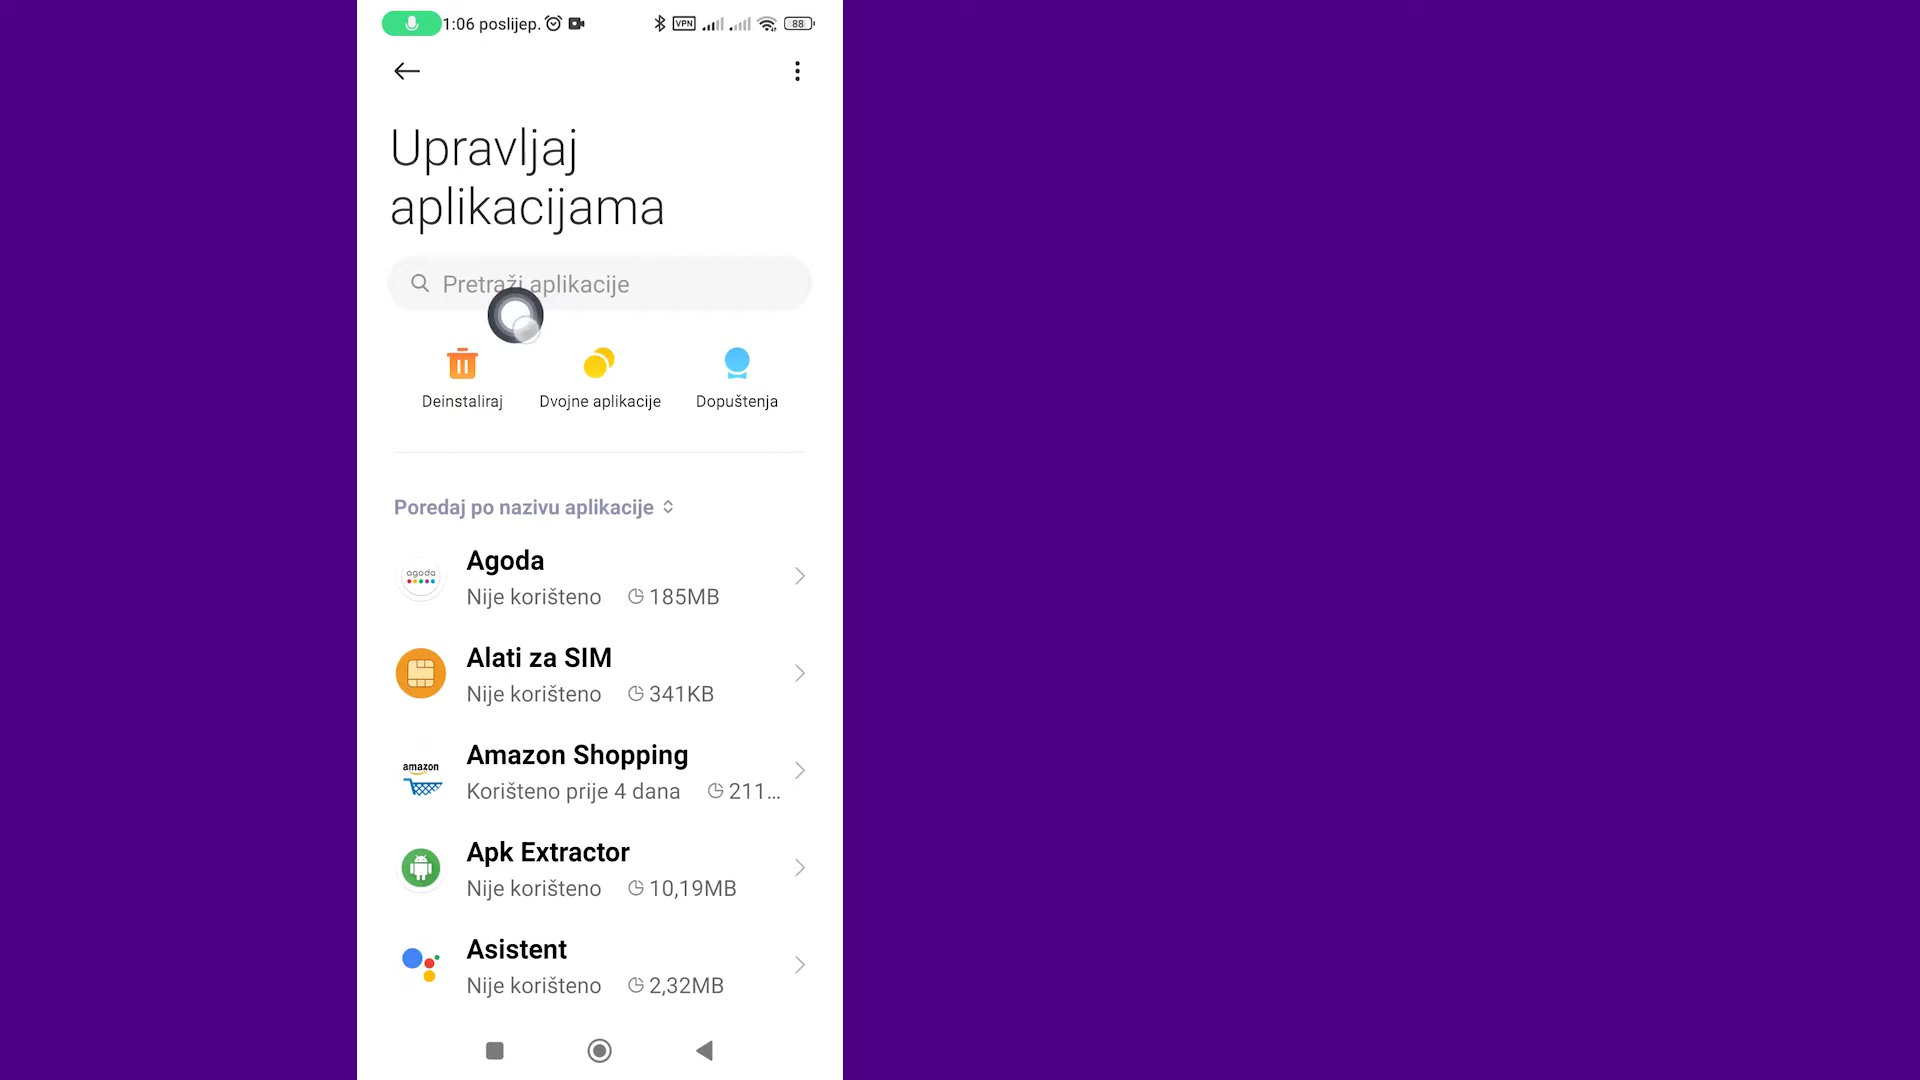 1:06 poslijep.
VPN
88
Upravljaj
aplikacijama
Pretraži aplikacije
Deinstaliraj
Dvojne aplikacije
Dopuštenja
Poredaj po nazivu aplikacije
agoda
Agoda
Nije korišteno 185MB
Alati za SIM
Nije korišteno 341KB
amazon
Amazon Shopping
Korišteno prije 4 dana 211...
Apk Extractor
Nije korišteno 10,19MB
Asistent
Nije korišteno 2,32MB